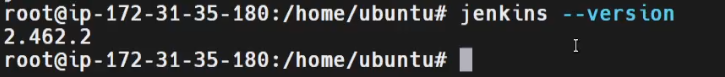 root@ip-172-31-35-180:/home/ubuntu# jenkins --version
2.462.2
root@ip-172-31-35-180:/home/ubuntu#